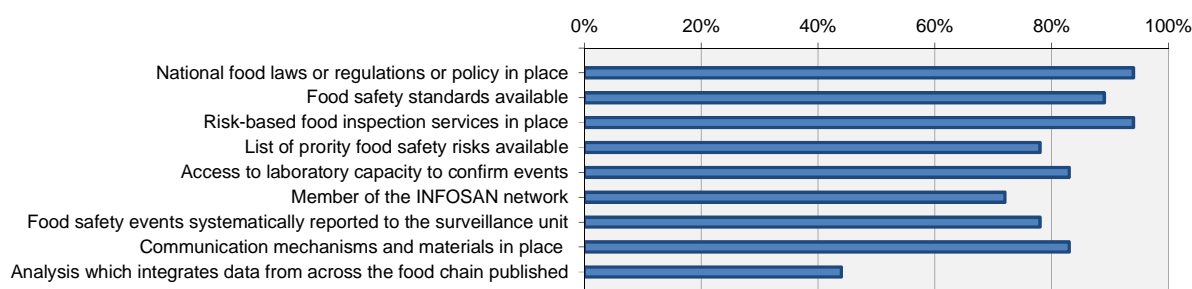 0% 20% 40% 60% 80% 100%
National food laws or regulations or policy in place
Food safety standards available
Risk-based food inspection services in place
List of prority food safety risks available
Access to laboratory capacity to confirm events
Member of the INFOSAN network
Food safety events systematically reported to the surveillance unit
Communication mechanisms and materials in place
Analysis which integrates data from across the food chain published